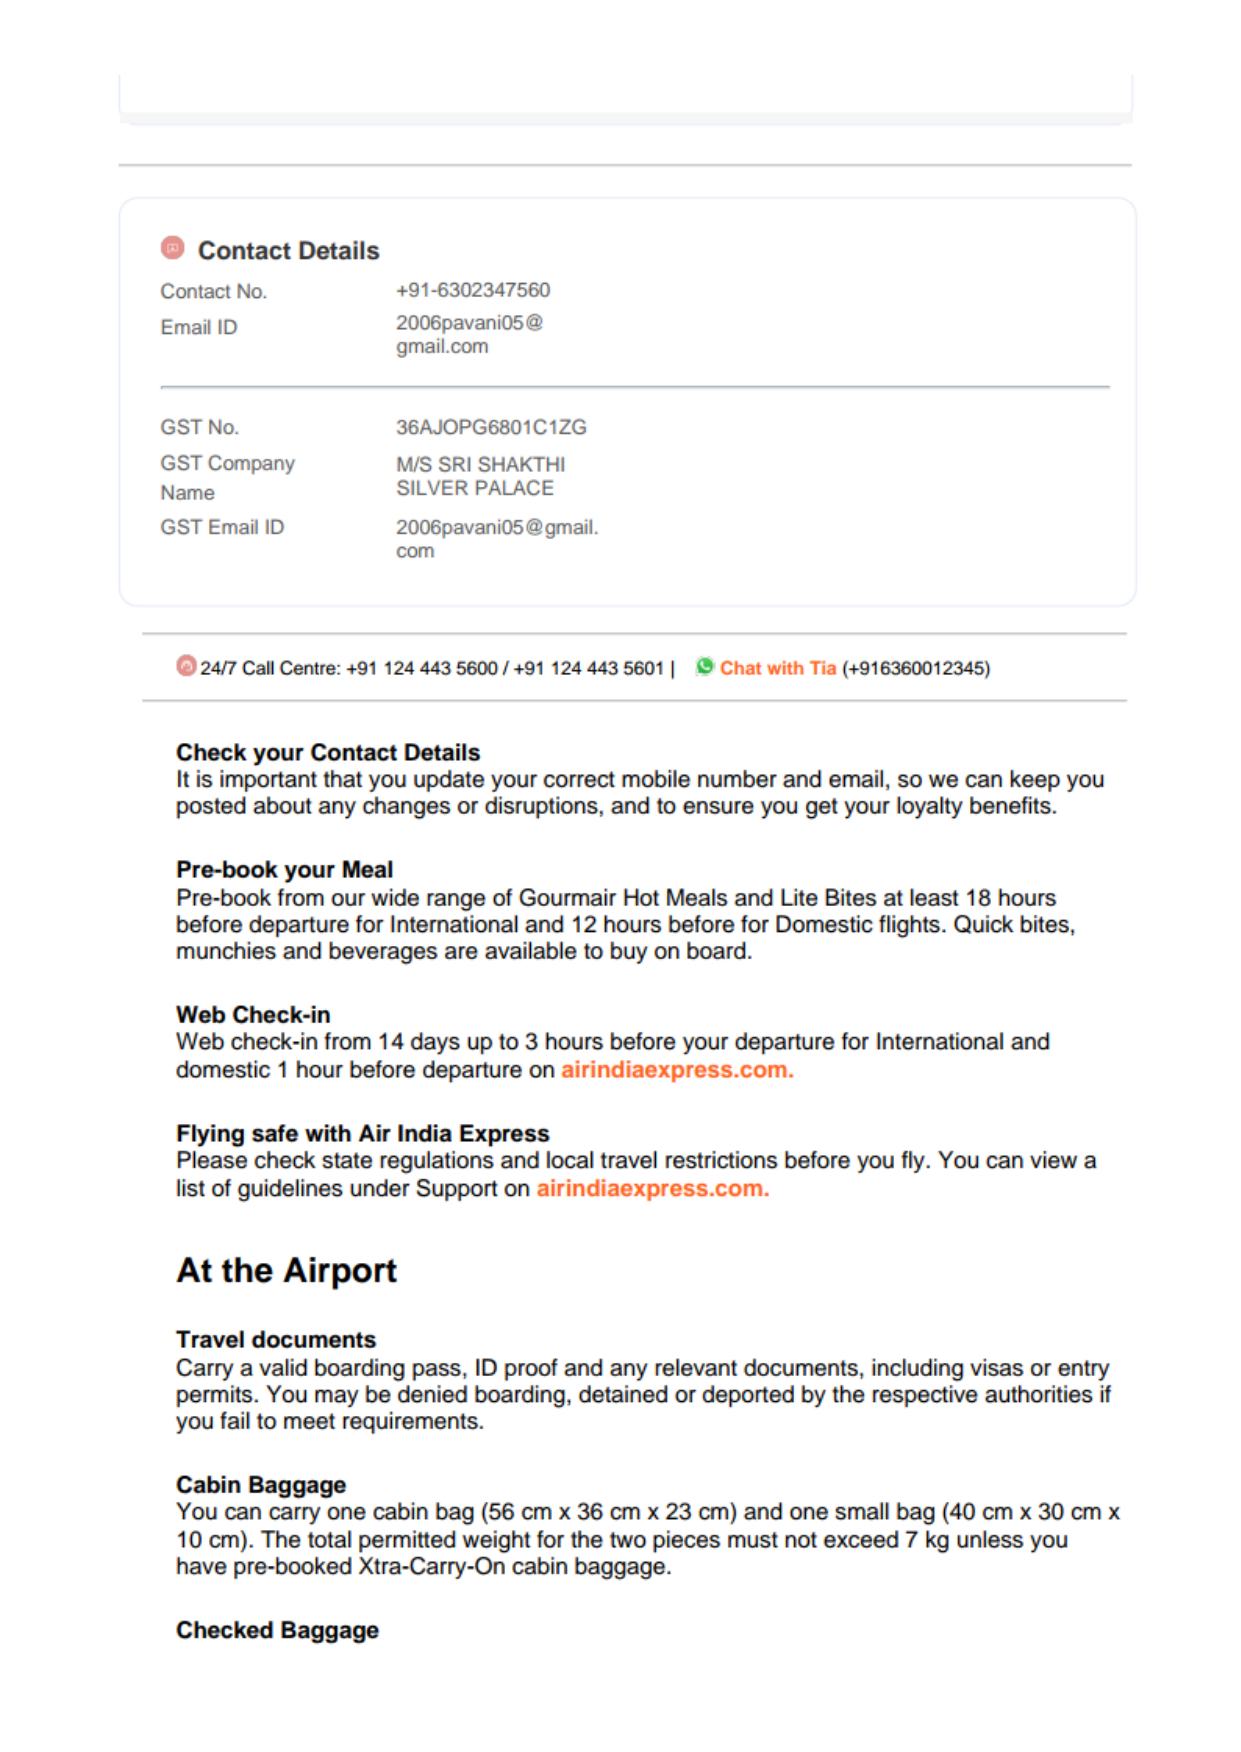 Contact Details
Contact No. +91-6302347560
Email ID 2006pavani05@
gmail.com
GST No. 36AJOPG6801C1ZG
GST Company M/S SRI SHAKTHI
Name SILVER PALACE
GST Email ID 2006pavani05@gmail.
com
24/7 Call Centre: +91 124 443 5600 / +91 124 443 5601 | Chat with Tia (+916360012345)
Check your Contact Details
It is important that you update your correct mobile number and email, so we can keep you
posted about any changes or disruptions, and to ensure you get your loyalty benefits.
Pre-book your Meal
Pre-book from our wide range of Gourmair Hot Meals and Lite Bites at least 18 hours
before departure for International and 12 hours before for Domestic flights. Quick bites,
munchies and beverages are available to buy on board.
Web Check-in
Web check-in from 14 days up to 3 hours before your departure for International and
domestic 1 hour before departure on airindiaexpress.com.
Flying safe with Air India Express
Please check state regulations and local travel restrictions before you fly. You can view a
list of guidelines under Support on airindiaexpress.com.
At the Airport
Travel documents
Carry a valid boarding pass, ID proof and any relevant documents, including visas or entry
permits. You may be denied boarding, detained or deported by the respective authorities if
you fail to meet requirements.
Cabin Baggage
You can carry one cabin bag (56 cm x 36 cm x 23 cm) and one small bag (40 cm x 30 cm x
10 cm). The total permitted weight for the two pieces must not exceed 7 kg unless you
have pre-booked Xtra-Carry-On cabin baggage.
Checked Baggage